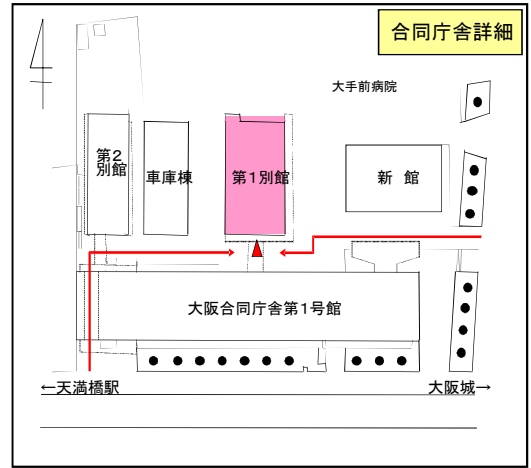 合同庁舎詳細
大手前病院
第2
別館
車庫棟
第1別館
新 館
大阪合同庁舎第1号館
←天満橋駅
大阪城→